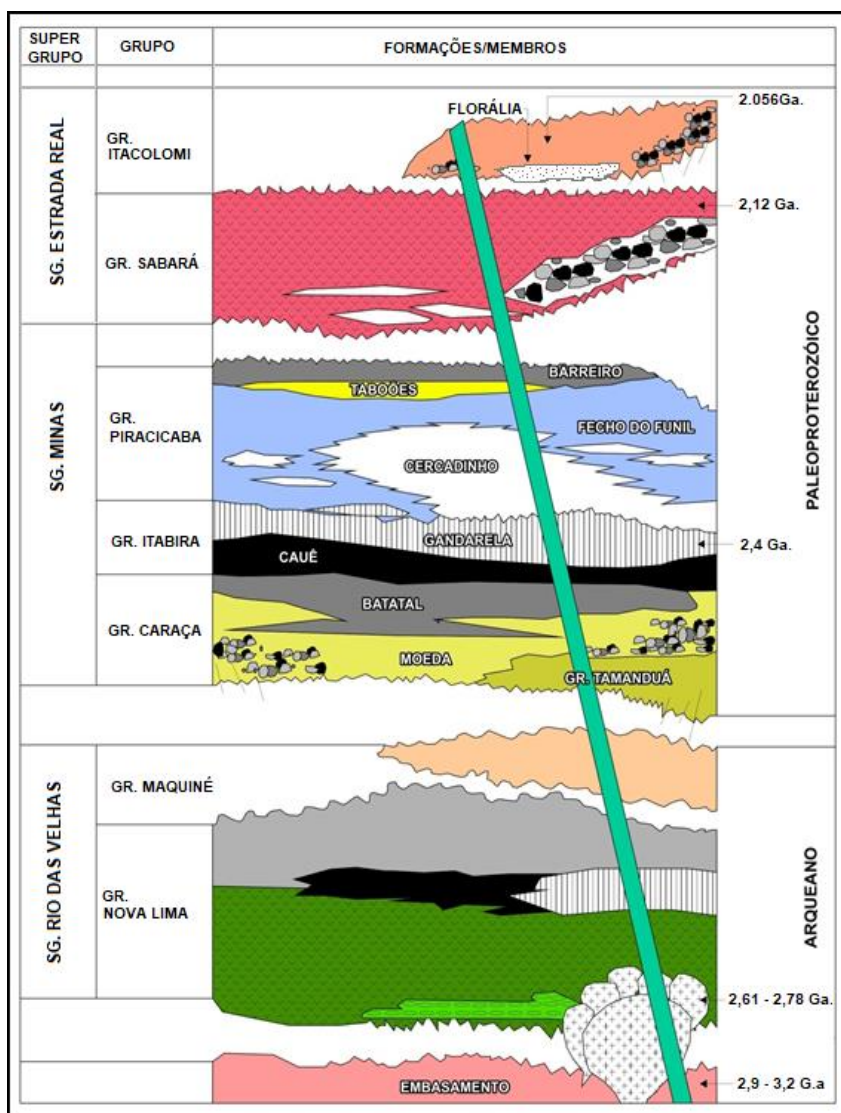 SUPER
GRUPO
GRUPO
FORMAÇÕES/MEMBROS
SG. ESTRADA REAL
GR.
ITACOLOMI
FLORÁLIA
2.056Ga.
GR. SABARÁ
2,12 Ga.
PALEOPROTEROZÓICO
SG. MINAS
GR.
PIRACICABA
BARREIRO
TABOÕES
FECHO DO FUNIL
CERCADINHO
GR. ITABIRA
GANDARELA
2,4 Ga.
CAUÊ
GR. CARAÇA
BATATAL
MOEDA
GR. TAMANDUÁ
SG. RIO DAS VELHAS
GR. MAQUINÉ
ARQUEANO
GR.
NOVA LIMA
2,61 - 2,78 Ga.
EMBASAMENTO
2,9 - 3,2 G.a